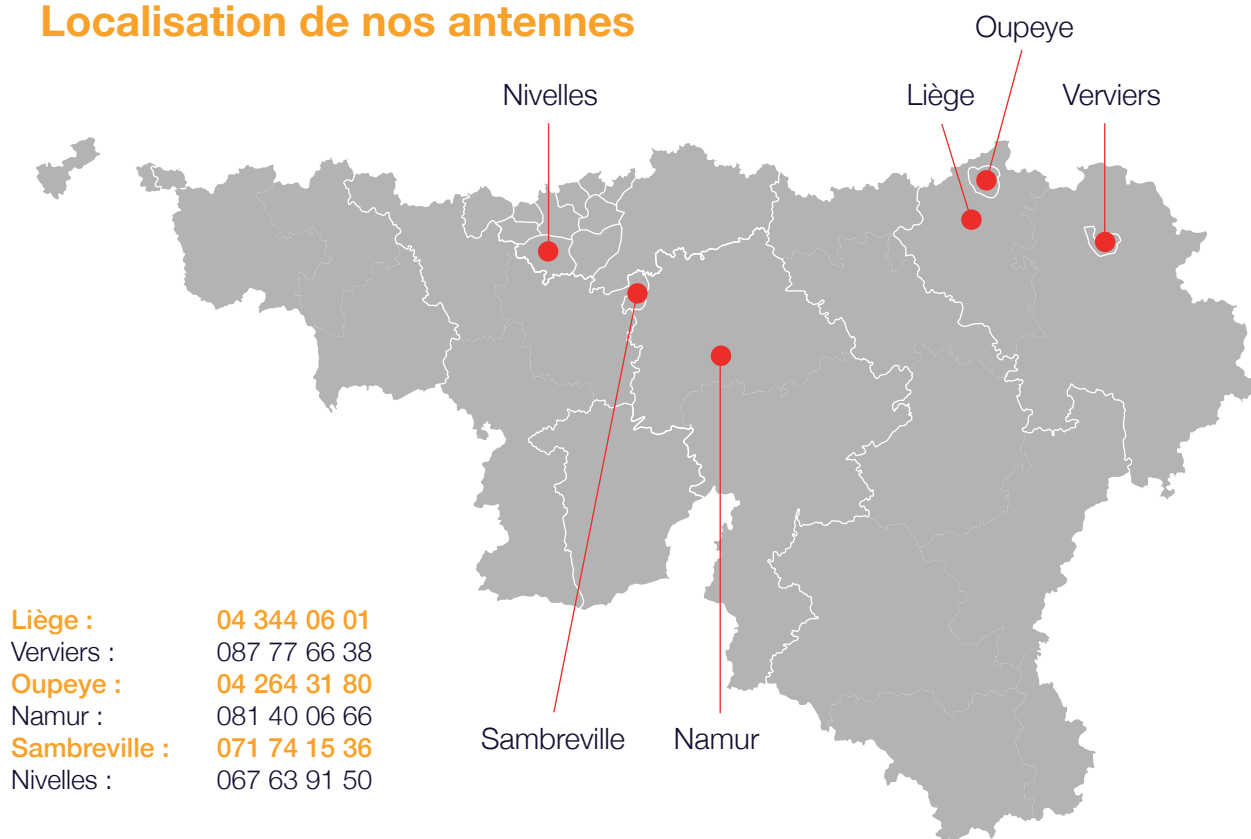 Localisation de nos antennes
Oupeye
Nivelles
Liège
Verviers
Liège : 04 344 06 01
Verviers : 087 77 66 38
Oupeye : 04 264 31 80
Namur : 081 40 06 66
Sambreville : 071 74 15 36
Nivelles : 067 63 91 50
Sambreville
Namur